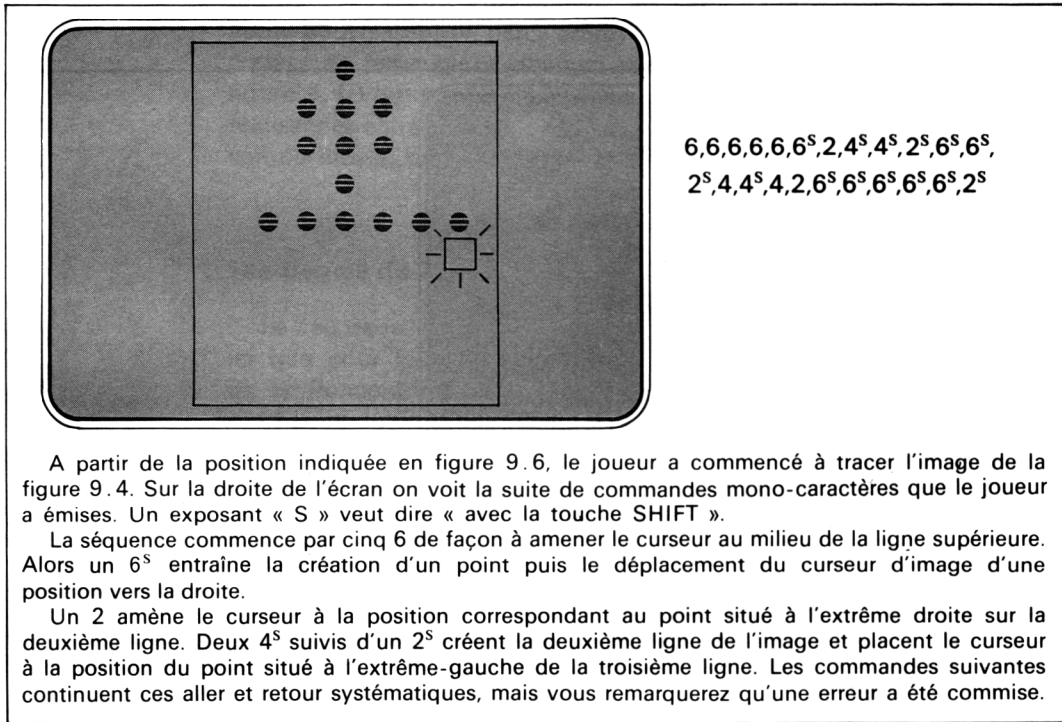 6,6,6,6,6,6ˢ,2,4ˢ,4ˢ,2ˢ,6ˢ,6ˢ,
2ˢ,4,4ˢ,4,2,6ˢ,6ˢ,6ˢ,6ˢ,6ˢ,2ˢ
A partir de la position indiquée en figure 9.6, le joueur a commencé à tracer l'image de la
figure 9.4. Sur la droite de l'écran on voit la suite de commandes mono-caractères que le joueur
a émises. Un exposant « S » veut dire « avec la touche SHIFT ».
La séquence commence par cinq 6 de façon à amener le curseur au milieu de la ligne supérieure.
Alors un 6ˢ entraîne la création d'un point puis le déplacement du curseur d'image d'une
position vers la droite.
Un 2 amène le curseur à la position correspondant au point situé à l'extrême droite sur la
deuxième ligne. Deux 4ˢ suivis d'un 2ˢ créent la deuxième ligne de l'image et placent le curseur
à la position du point situé à l'extrême-gauche de la troisième ligne. Les commandes suivantes
continuent ces aller et retour systématiques, mais vous remarquerez qu'une erreur a été commise.